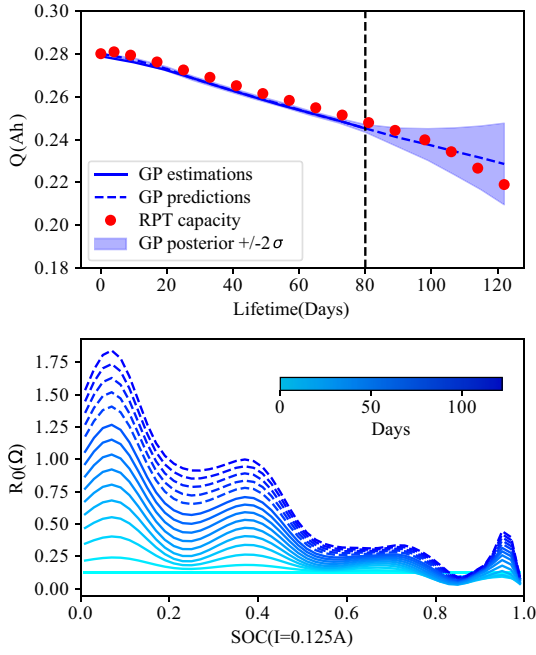 0.30
0.28
0.26
0.24
0.22
0.20
0.18
Q(Ah)
GP estimations
GP predictions
RPT capacity
GP posterior +/-2σ
0 20 40 60 80 100 120
Lifetime(Days)
1.75
1.50
1.25
1.00
0.75
0.50
0.25
0.00
R0(Ω)
0 50 100
Days
0.0 0.2 0.4 0.6 0.8 1.0
SOC(I=0.125A)